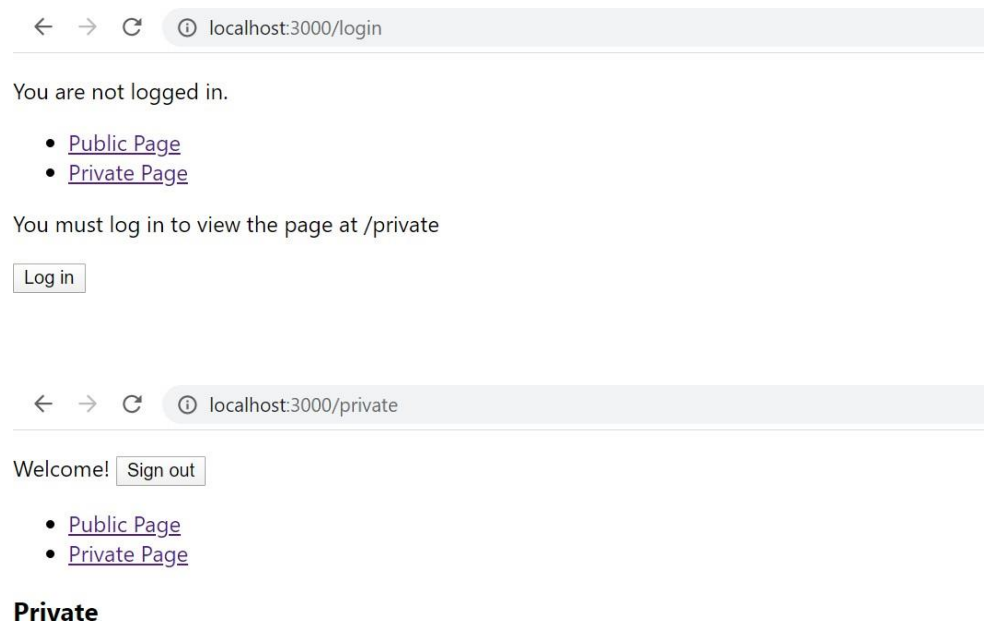 localhost:3000/login
You are not logged in.
Public Page
Private Page
You must log in to view the page at /private
Log in
localhost:3000/private
Welcome! Sign out
Public Page
Private Page
Private